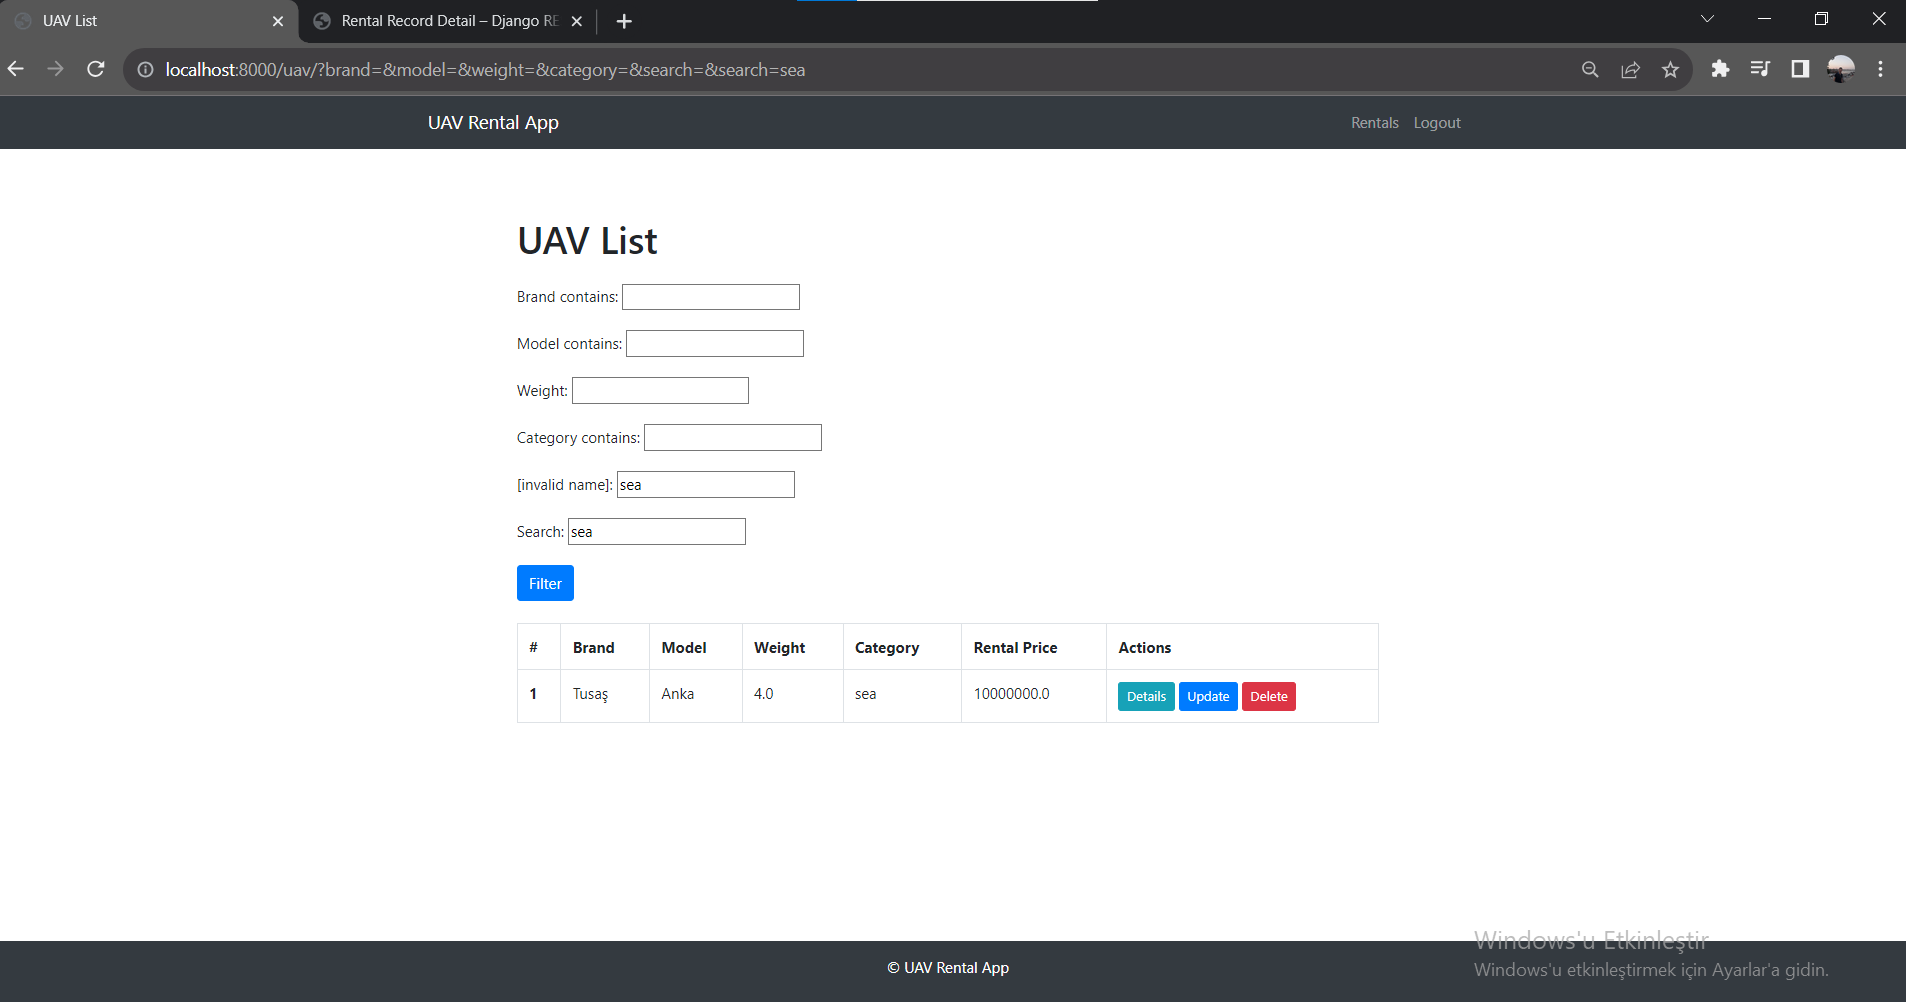 UAV List
Rental Record Detail – Django RE
localhost:8000/uav/?brand=&model=&weight=&category=&search=&search=sea
UAV Rental App
Rentals Logout
UAV List
Brand contains:
Model contains:
Weight:
Category contains:
[invalid name]: sea
Search: sea
Filter
# Brand Model Weight Category Rental Price Actions
1 Tusaş Anka 4.0 sea 10000000.0 Details Update Delete
Windows'u Etkinleştir
© UAV Rental App
Windows'u etkinleştirmek için Ayarlar'a gidin.